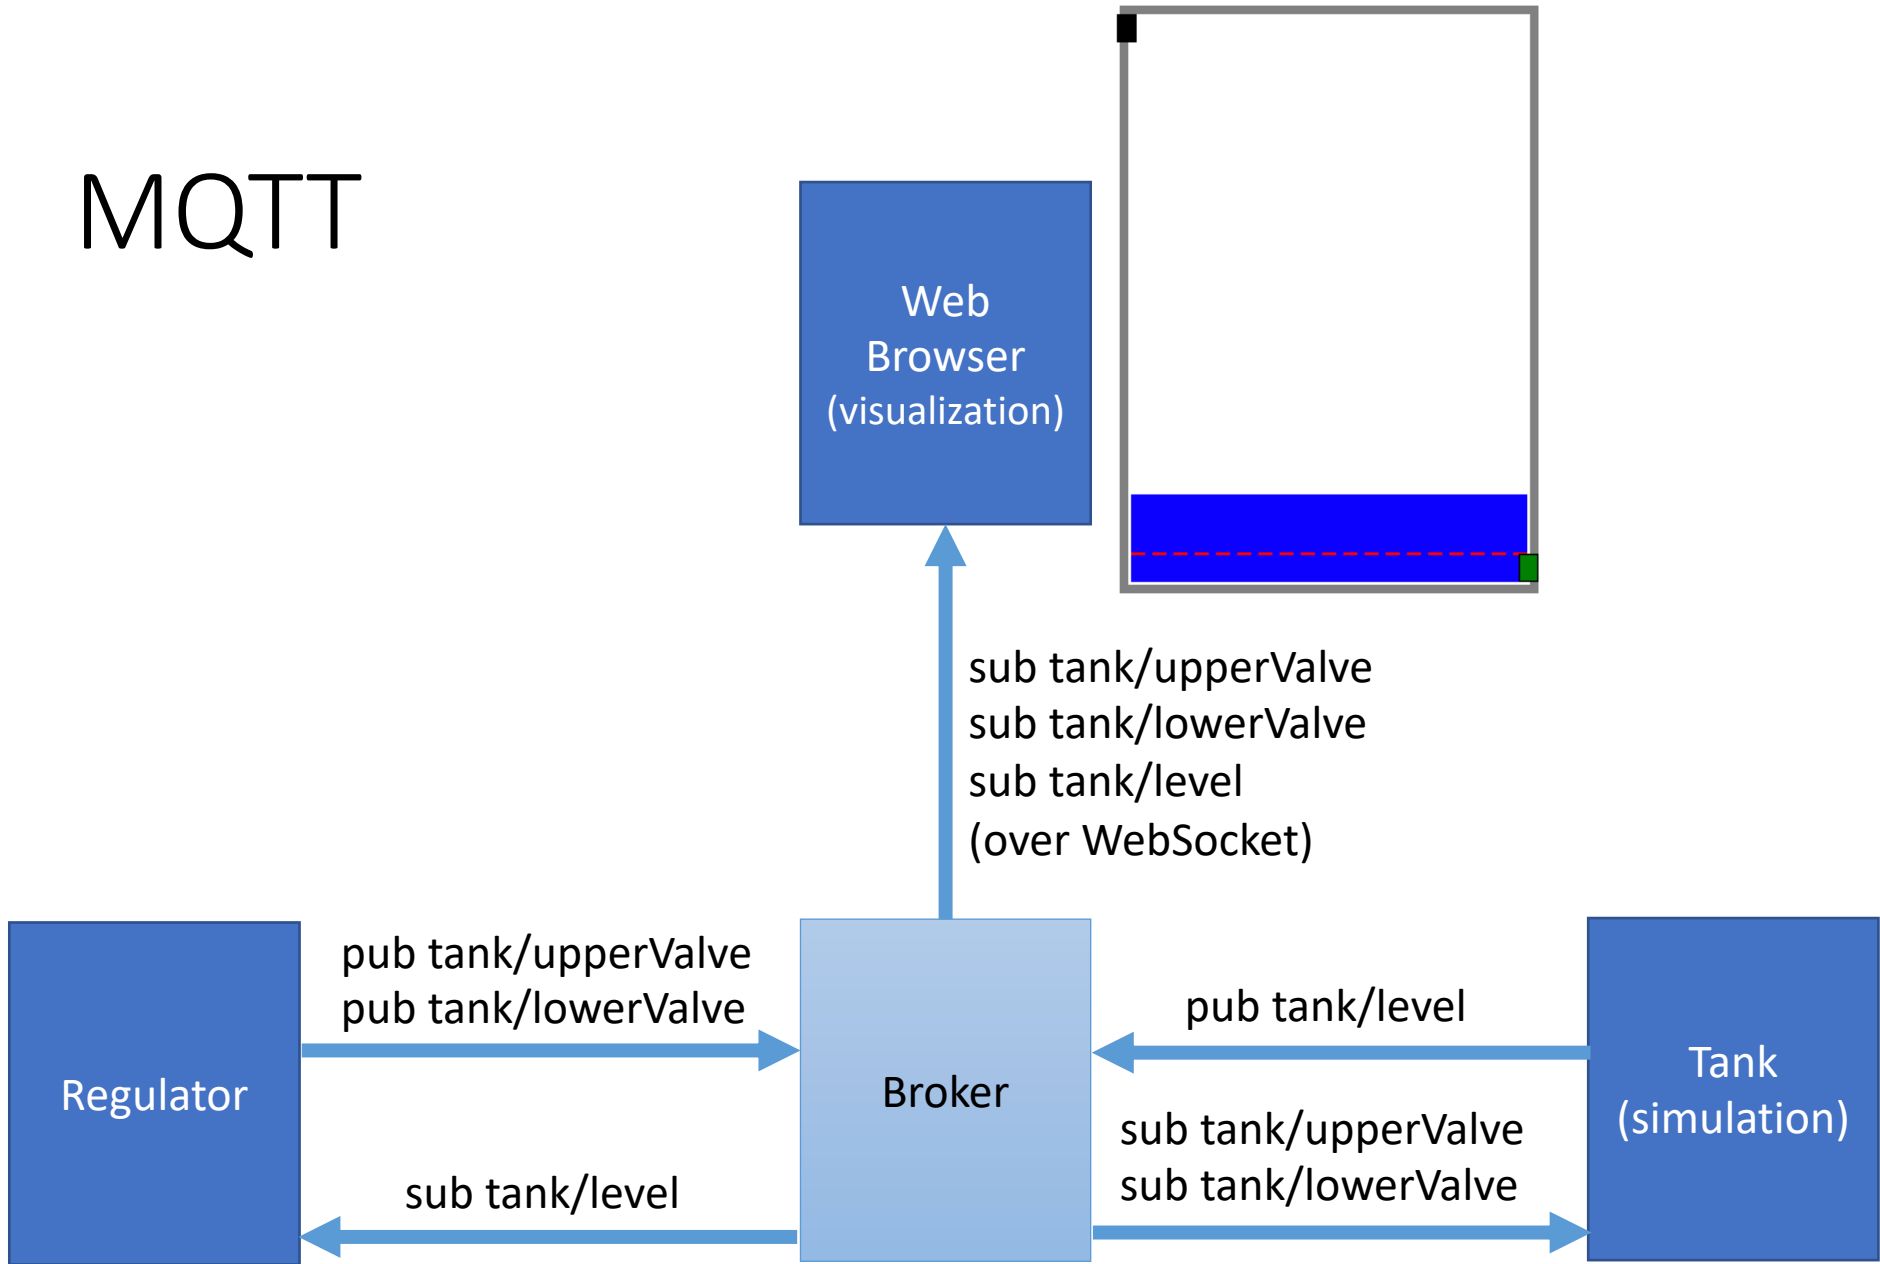 MQTT
Web
Browser
(visualization)
sub tank/upperValve
sub tank/lowerValve
sub tank/level
(over WebSocket)
Regulator
pub tank/upperValve
pub tank/lowerValve
sub tank/level
Broker
pub tank/level
sub tank/upperValve
sub tank/lowerValve
Tank
(simulation)